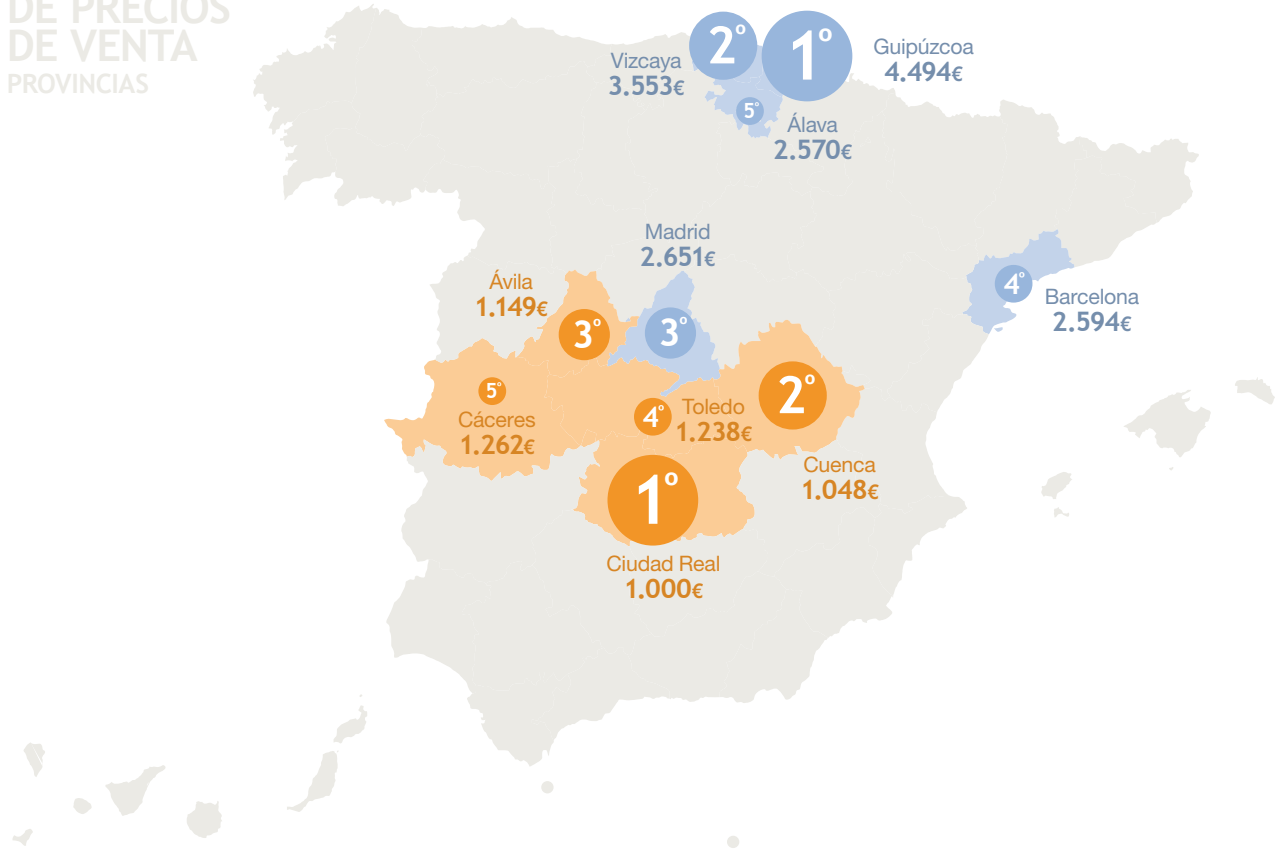 DE PRECIOS
DE VENTA
PROVINCIAS
2º
1º
Vizcaya
3.553€
Guipúzcoa
4.494€
5º
Álava
2.570€
Madrid
2.651€
3º
Ávila
1.149€
3º
4º
Barcelona
2.594€
5º
Cáceres
1.262€
4º
Toledo
1.238€
2º
Cuenca
1.048€
1º
Ciudad Real
1.000€